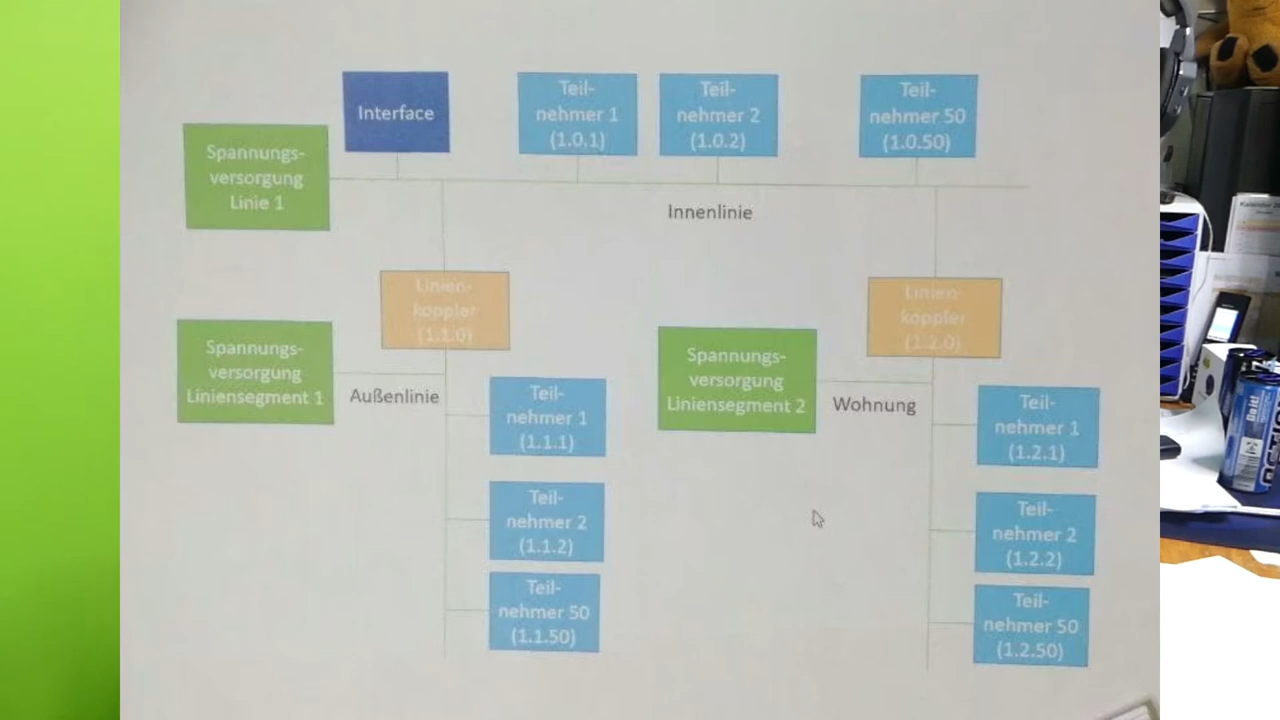 Interface
Teil-
nehmer 1
(1.0.1)
Teil-
nehmer 2
(1.0.2)
Teil-
nehmer 50
(1.0.50)
Spannungs-
versorgung
Linie 1
Innenlinie
Linien-
koppler
(1.1.0)
Linien-
koppler
(1.2.0)
Spannungs-
versorgung
Liniensegment 1
Außenlinie
Teil-
nehmer 1
(1.1.1)
Teil-
nehmer 2
(1.1.2)
Teil-
nehmer 50
(1.1.50)
Spannungs-
versorgung
Liniensegment 2
Wohnung
Teil-
nehmer 1
(1.2.1)
Teil-
nehmer 2
(1.2.2)
Teil-
nehmer 50
(1.2.50)
Kalender
Do it!